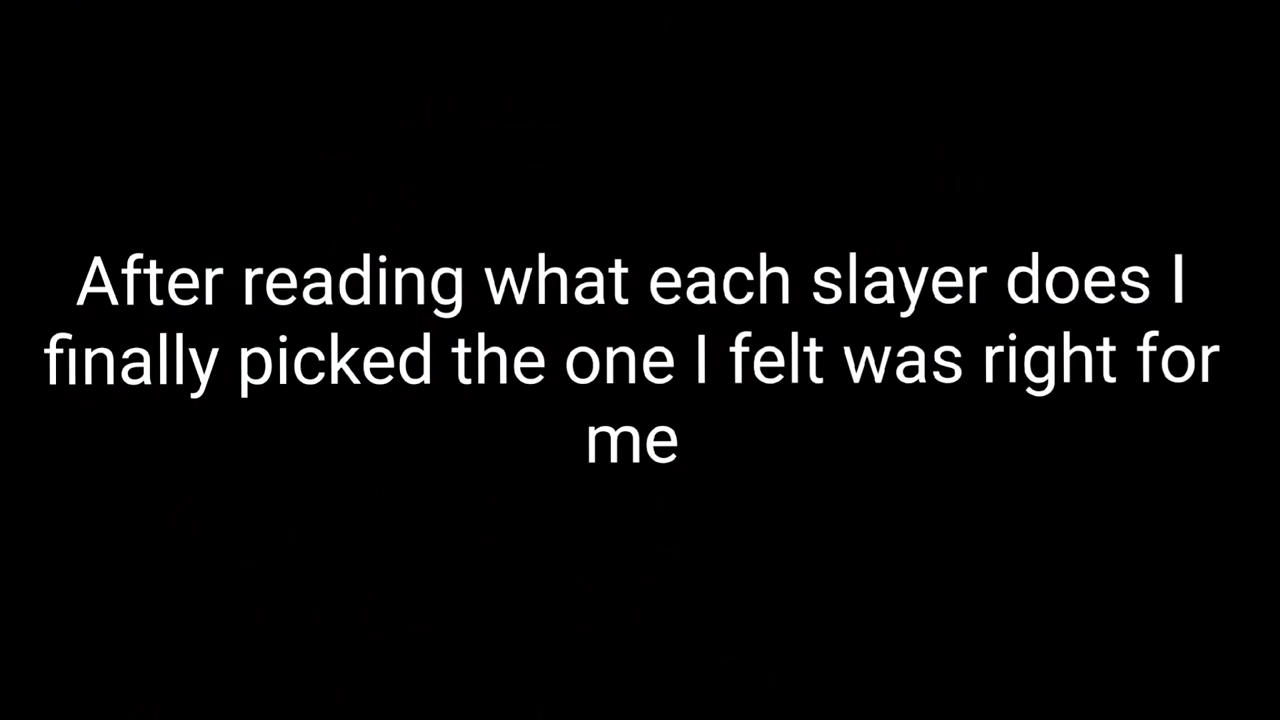 After reading what each slayer does I
finally picked the one I felt was right for
me